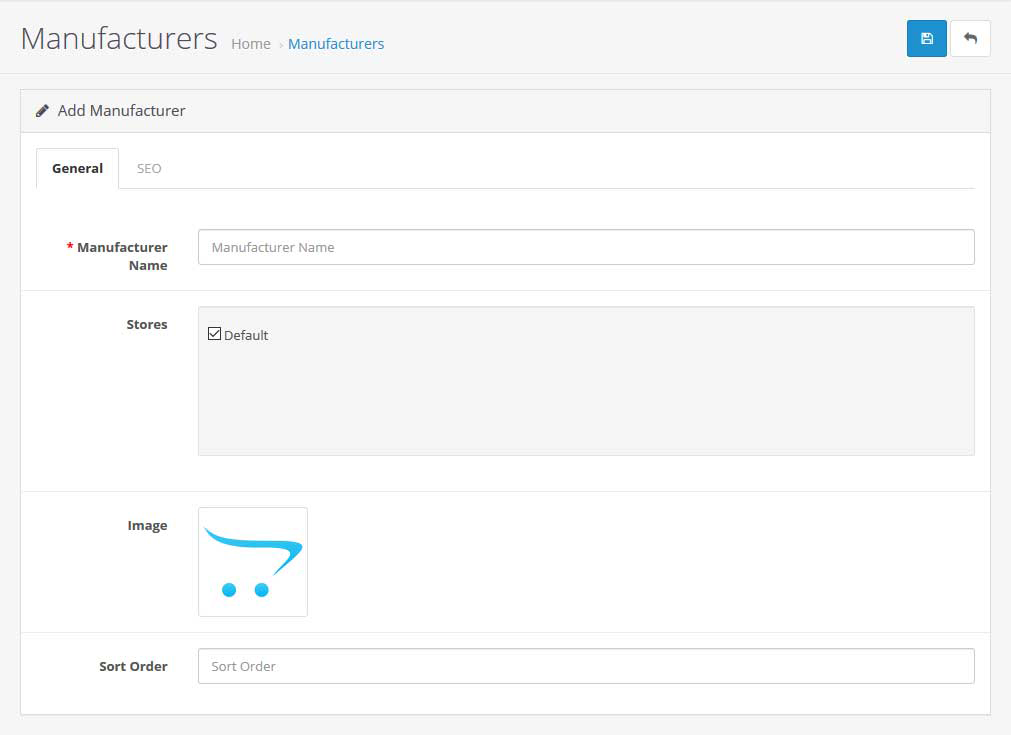 Manufacturers Home › Manufacturers
Add Manufacturer
General SEO
* Manufacturer
Name
Manufacturer Name
Stores
Default
Image
Sort Order Sort Order